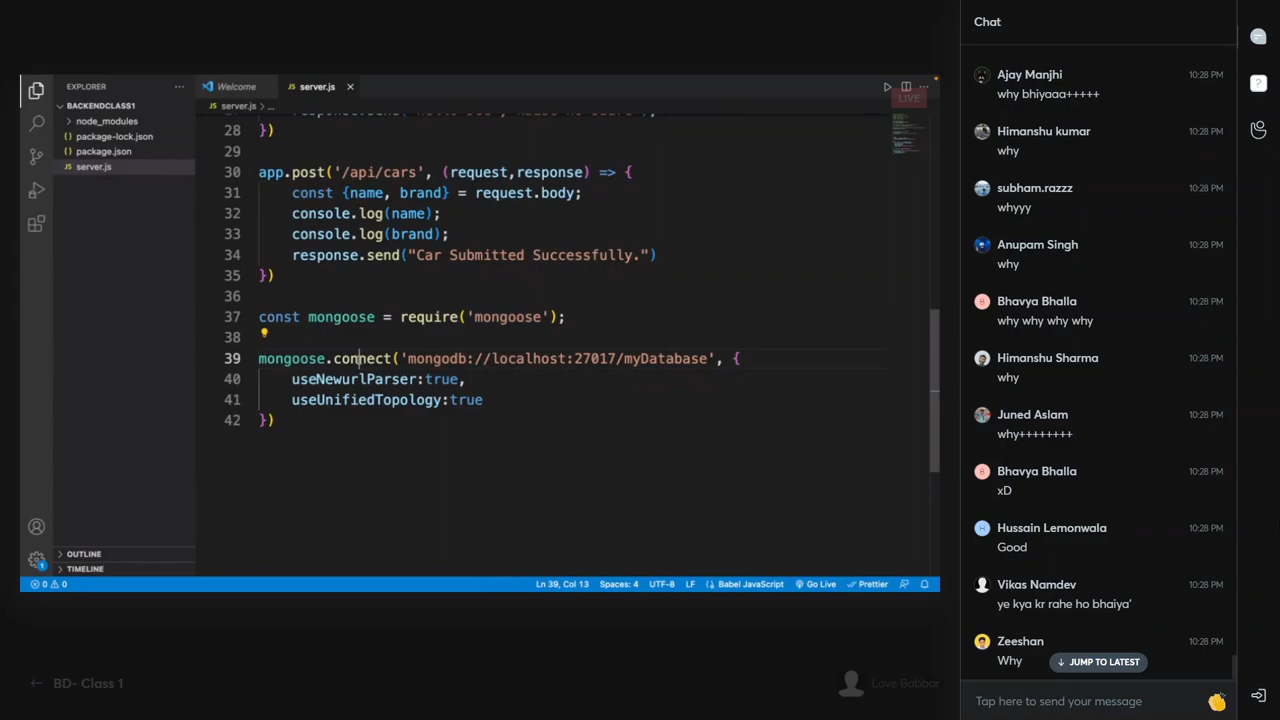 EXPLORER
BACKENDCLASS1
node_modules
package-lock.json
package.json
server.js
OUTLINE
TIMELINE
Welcome
server.js
server.js > ...
LIVE
28 })
29
30 app.post('/api/cars', (request,response) => {
31 const {name, brand} = request.body;
32 console.log(name);
33 console.log(brand);
34 response.send("Car Submitted Successfully.")
35 })
36
37 const mongoose = require('mongoose');
38
39 mongoose.connect('mongodb://localhost:27017/myDatabase', {
40 useNewurlParser:true,
41 useUnifiedTopology:true
42 })
1
0 0
Ln 39, Col 13
Spaces: 4
UTF-8
LF
Babel JavaScript
Go Live
Prettier
BD- Class 1
Love Babbar
Chat
Ajay Manjhi 10:28 PM
why bhiyaaa+++++
Himanshu kumar 10:28 PM
why
subham.razzz 10:28 PM
whyyy
Anupam Singh 10:28 PM
why
B
Bhavya Bhalla 10:28 PM
why why why why
Himanshu Sharma 10:28 PM
why
Juned Aslam 10:28 PM
why++++++++
B
Bhavya Bhalla 10:28 PM
xD
H
Hussain Lemonwala 10:28 PM
Good
Vikas Namdev 10:28 PM
ye kya kr rahe ho bhaiya'
Zeeshan 10:28 PM
Why
JUMP TO LATEST
Tap here to send your message
?